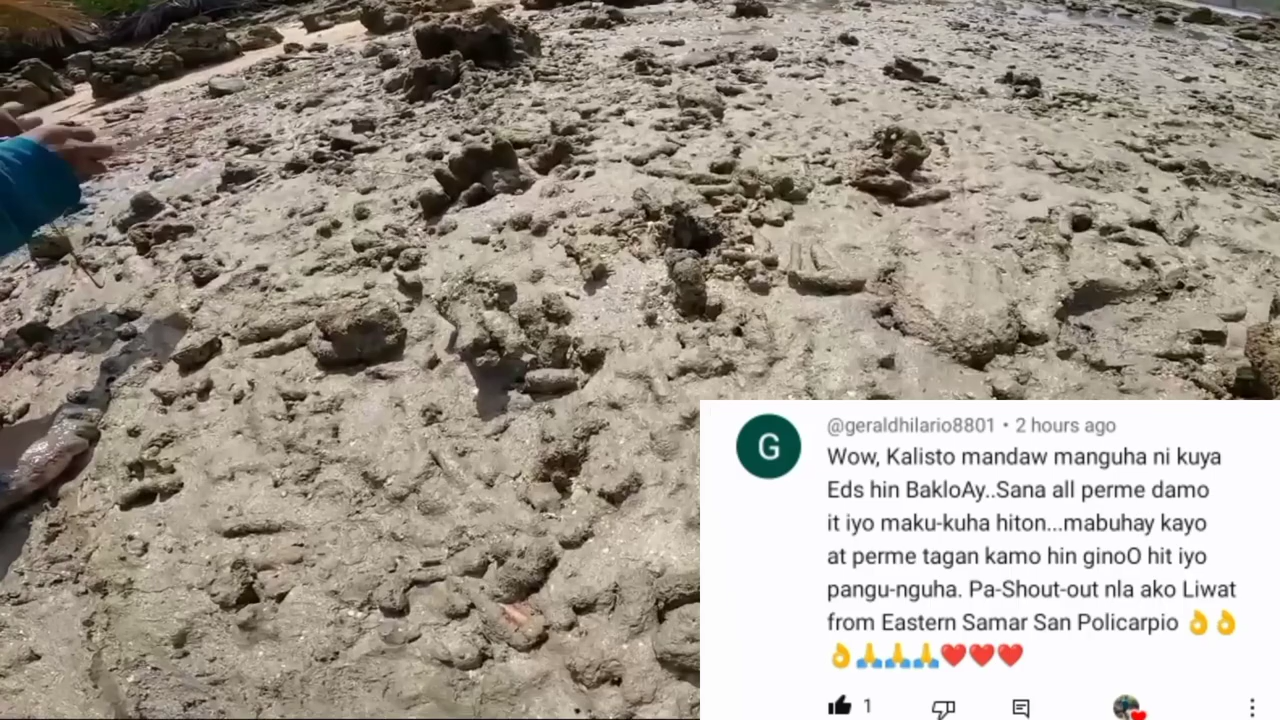 G
@geraldhilario8801 • 2 hours ago
Wow, Kalisto mandaw manguha ni kuya
Eds hin BakloAy..Sana all perme damo
it iyo maku-kuha hiton...mabuhay kayo
at perme tagan kamo hin ginoO hit iyo
pangu-nguha. Pa-Shout-out nla ako Liwat
from Eastern Samar San Policarpio 👌👌
👌🙏🙏🙏❤️❤️❤️
1